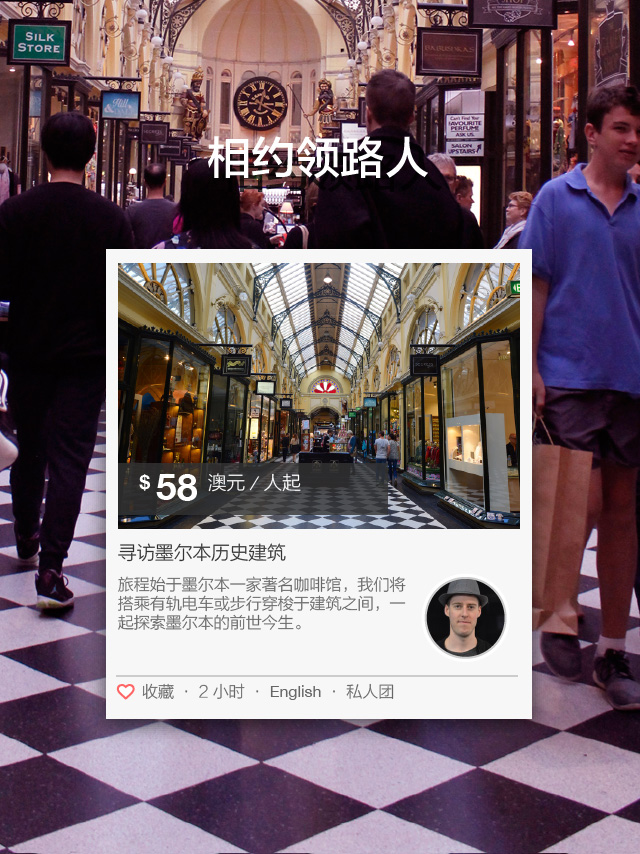 SILK
STORE
SHOP
Can't Find Your
FAVOURITE
PERFUME
ASK US
SALON
UPSTAIRS
相约领路人
$ 58 澳元 / 人起
寻访墨尔本历史建筑
旅程始于墨尔本一家著名咖啡馆，我们将
搭乘有轨电车或步行穿梭于建筑之间，一
起探索墨尔本的前世今生。
收藏 · 2 小时 · English · 私人团